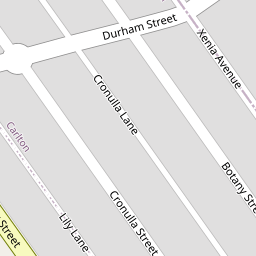 Durham Street
Xenia Avenue
Cronulla Lane
Carlton
Botany Stre
Cronulla Street
Lily Lane
Street